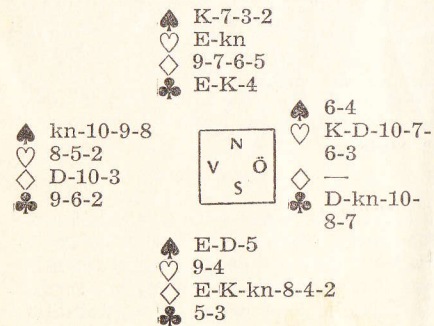 ♠ K-7-3-2
♡ E-kn
♢ 9-7-6-5
♣ E-K-4
♠ kn-10-9-8
♡ 8-5-2
♢ D-10-3
♣ 9-6-2
N
V Ö
S
♠ 6-4
♡ K-D-10-7-
6-3
♢ —
♣ D-kn-10-
8-7
♠ E-D-5
♡ 9-4
♢ E-K-kn-8-4-2
♣ 5-3